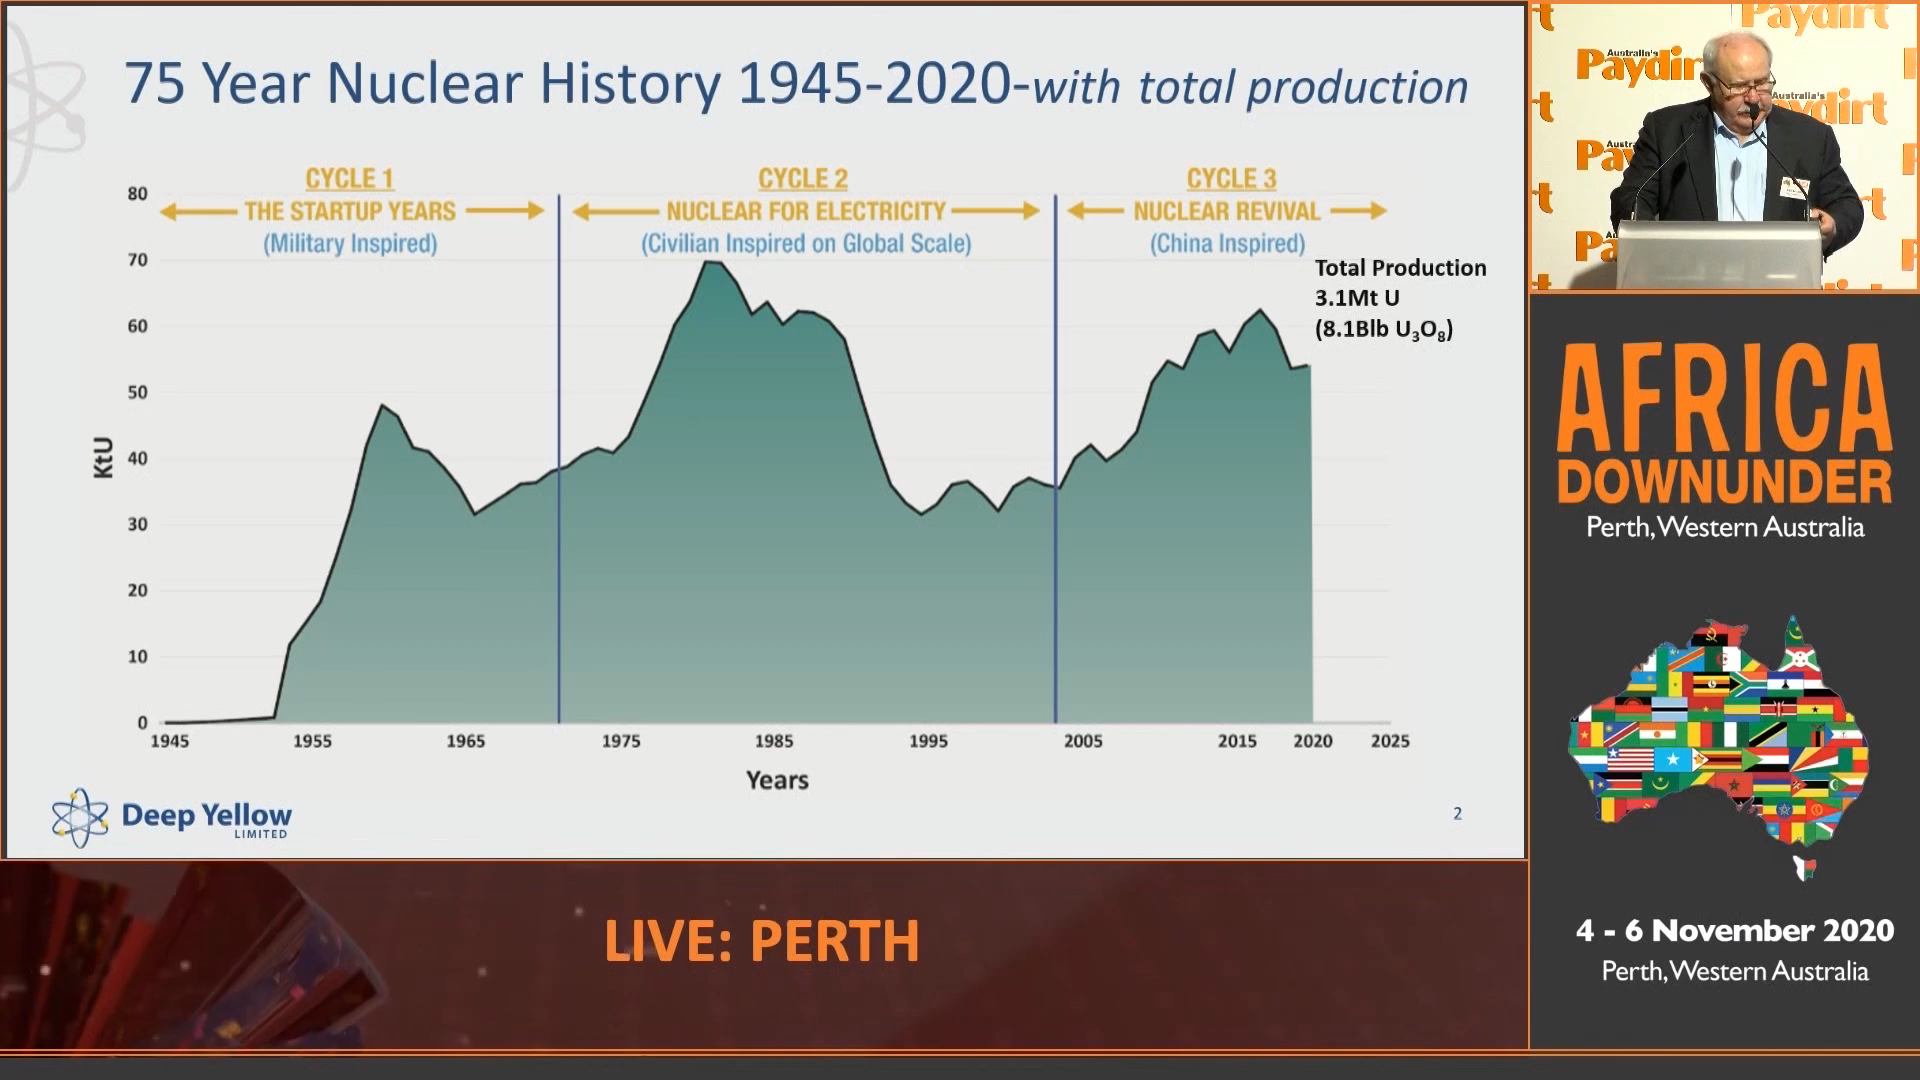 75 Year Nuclear History 1945-2020-with total production
CYCLE 1
THE STARTUP YEARS
(Military Inspired)
CYCLE 2
NUCLEAR FOR ELECTRICITY
(Civilian Inspired on Global Scale)
CYCLE 3
NUCLEAR REVIVAL
(China Inspired)
Total Production
3.1Mt U
(8.1Blb U₃O₈)
80
70
60
50
40
30
20
10
0
KtU
1945 1955 1965 1975 1985 1995 2005 2015 2020 2025
Years
Deep Yellow
LIMITED
2
LIVE: PERTH
Paydirt
Australia's
Paydir
Australia's
aydirt
AFRICA
DOWNUNDER
Perth, Western Australia
4 - 6 November 2020
Perth, Western Australia